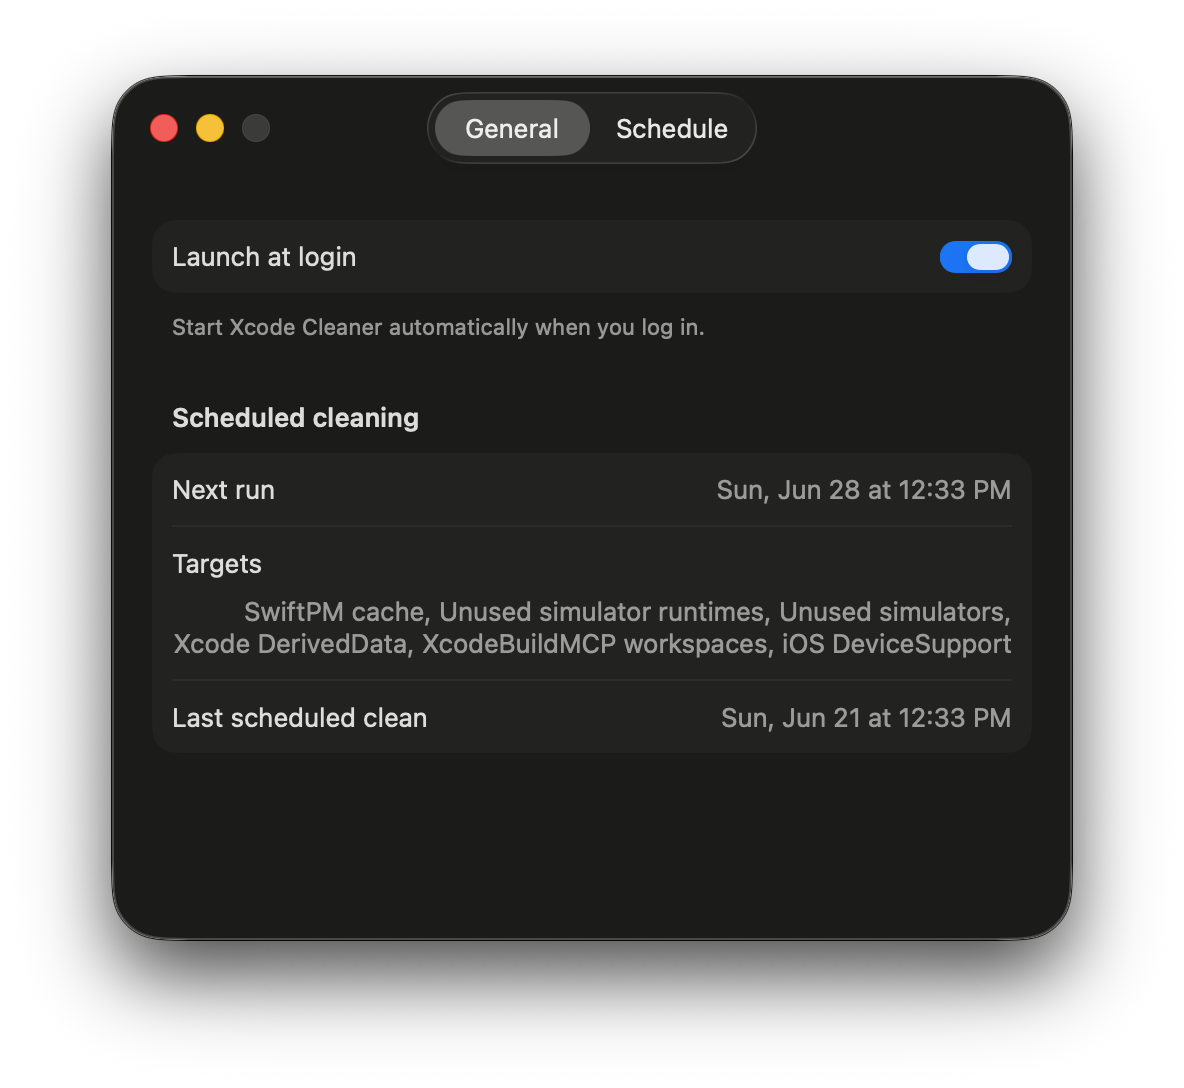 General
Schedule
Launch at login
Start Xcode Cleaner automatically when you log in.
Scheduled cleaning
Next run
Sun, Jun 28 at 12:33 PM
Targets
SwiftPM cache, Unused simulator runtimes, Unused simulators,
Xcode DerivedData, XcodeBuildMCP workspaces, iOS DeviceSupport
Last scheduled clean
Sun, Jun 21 at 12:33 PM